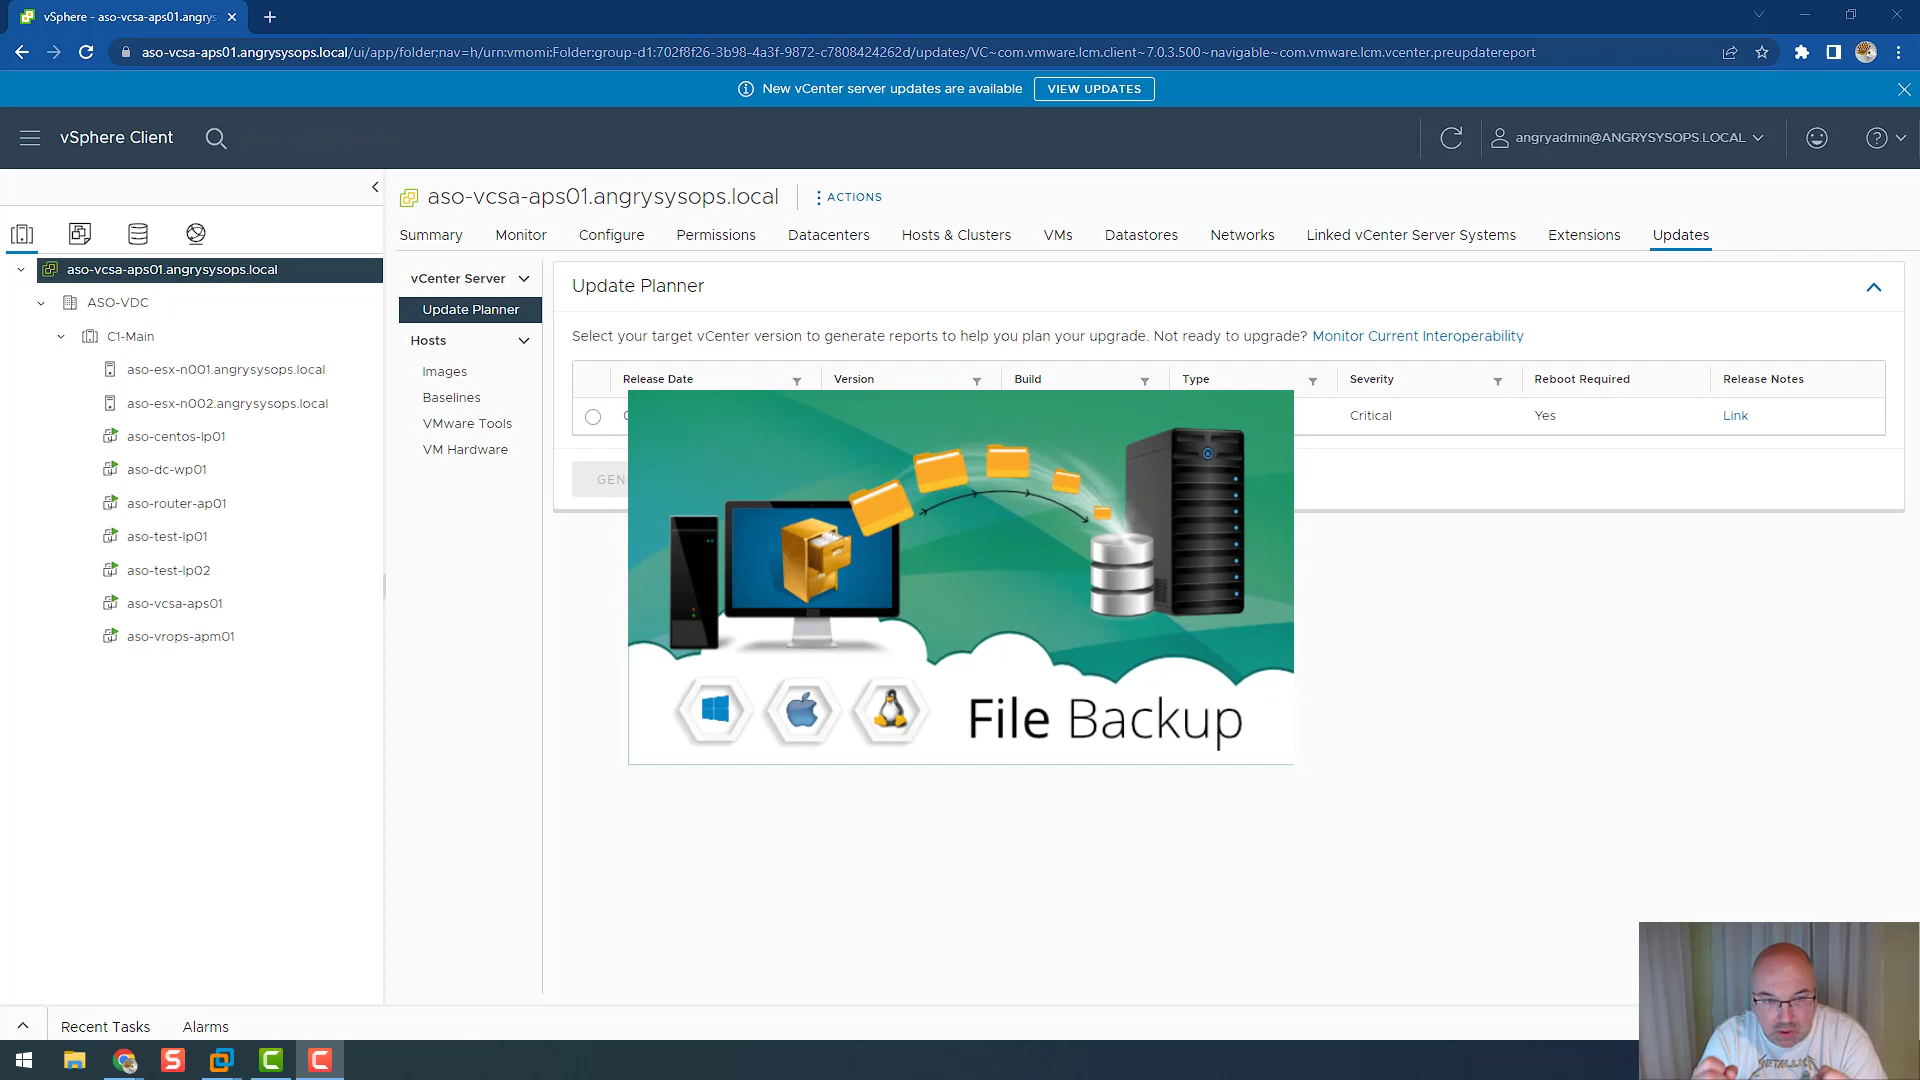 vSphere - aso-vcsa-aps01.angrys
aso-vcsa-aps01.angrysysops.local/ui/app/folder;nav=h/urn:vmomi:Folder:group-d1:702f8f26-3b98-4a3f-9872-c7808424262d/updates/VC~com.vmware.lcm.client~7.0.3.500~navigable~com.vmware.lcm.vcenter.preupdatereport
New vCenter server updates are available VIEW UPDATES
vSphere Client angryadmin@ANGRYSYSOPS.LOCAL
aso-vcsa-aps01.angrysysops.local ACTIONS
Summary Monitor Configure Permissions Datacenters Hosts & Clusters VMs Datastores Networks Linked vCenter Server Systems Extensions Updates
aso-vcsa-aps01.angrysysops.local
ASO-VDC
C1-Main
aso-esx-n001.angrysysops.local
aso-esx-n002.angrysysops.local
aso-centos-lp01
aso-dc-wp01
aso-router-ap01
aso-test-lp01
aso-test-lp02
aso-vcsa-aps01
aso-vrops-apm01
vCenter Server
Update Planner
Hosts
Images
Baselines
VMware Tools
VM Hardware
Update Planner
Select your target vCenter version to generate reports to help you plan your upgrade. Not ready to upgrade? Monitor Current Interoperability
Release Date Version Build Type Severity Reboot Required Release Notes
Critical Yes Link
GEN
File Backup
Recent Tasks Alarms
METALLICA